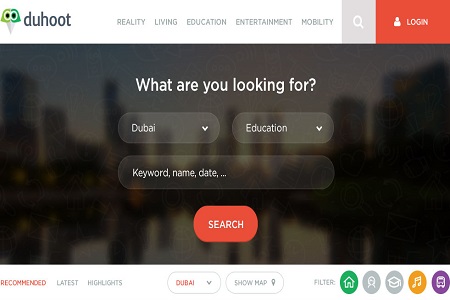 duhoot
REALITY LIVING EDUCATION ENTERTAINMENT MOBILITY
LOGIN
What are you looking for?
Dubai
Education
Keyword, name, date, ...
SEARCH
RECOMMENDED LATEST HIGHLIGHTS
DUBAI
SHOW MAP
FILTER: